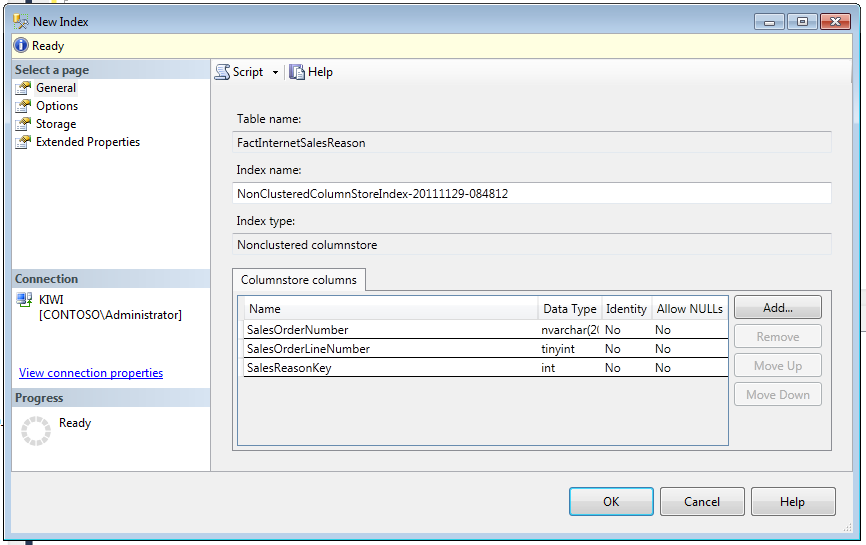 New Index
Ready
Select a page
General
Options
Storage
Extended Properties
Connection
KIWI
[CONTOSO\Administrator]
View connection properties
Progress
Ready
Script Help
Table name:
FactInternetSalesReason
Index name:
NonClusteredColumnStoreIndex-20111129-084812
Index type:
Nonclustered columnstore
Columnstore columns
Name Data Type Identity Allow NULLs
SalesOrderNumber nvarchar(20 No No
SalesOrderLineNumber tinyint No No
SalesReasonKey int No No
Add...
Remove
Move Up
Move Down
OK Cancel Help